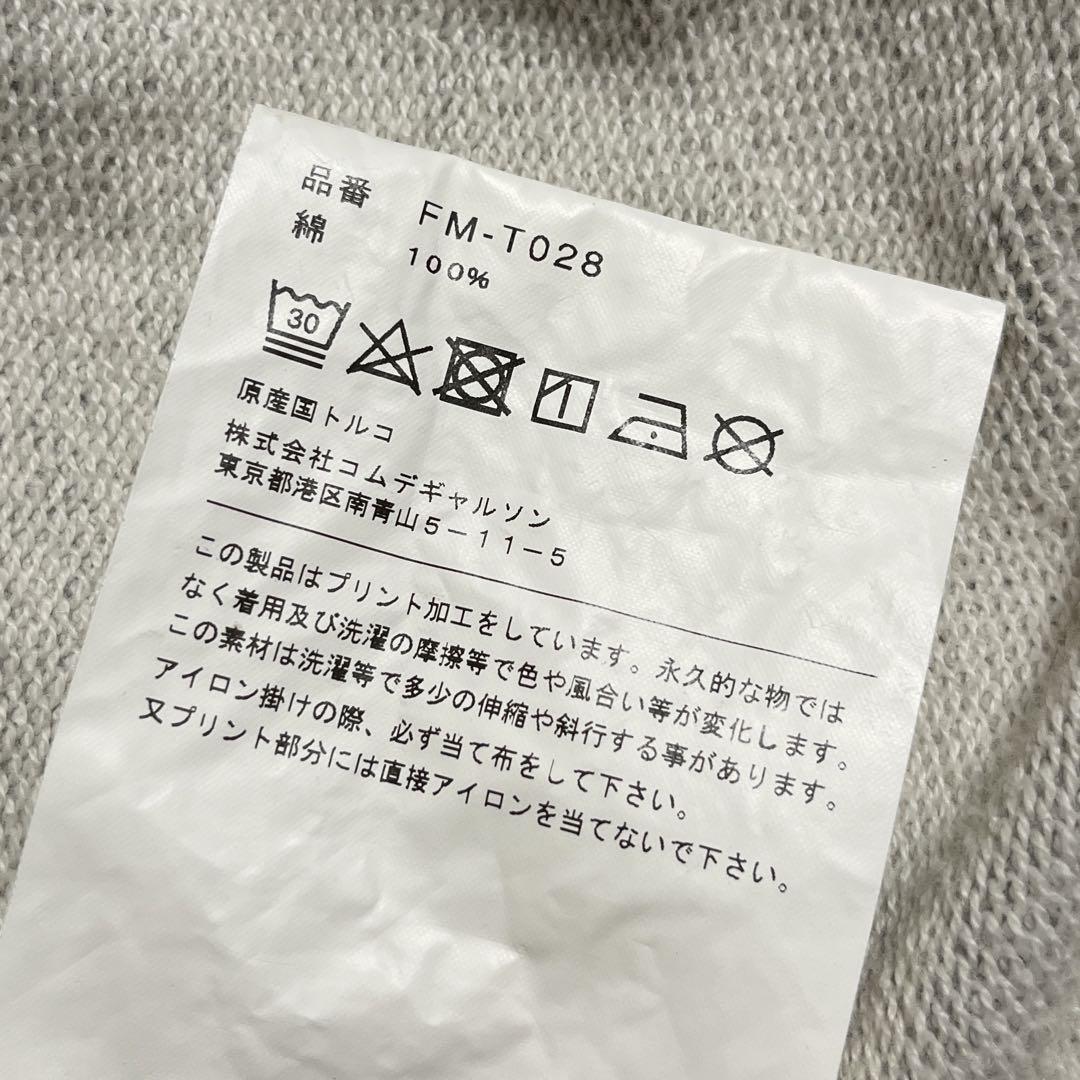 品番 FM-T028
綿 100%
30
原産国トルコ
株式会社コムデギャルソン
東京都港区南青山5－11－5
この製品はプリント加工をしています。永久的な物では
なく着用及び洗濯の摩擦等で色や風合い等が変化します。
この素材は洗濯等で多少の伸縮や斜行する事があります。
アイロン掛けの際、必ず当て布をして下さい。
又プリント部分には直接アイロンを当てないで下さい。